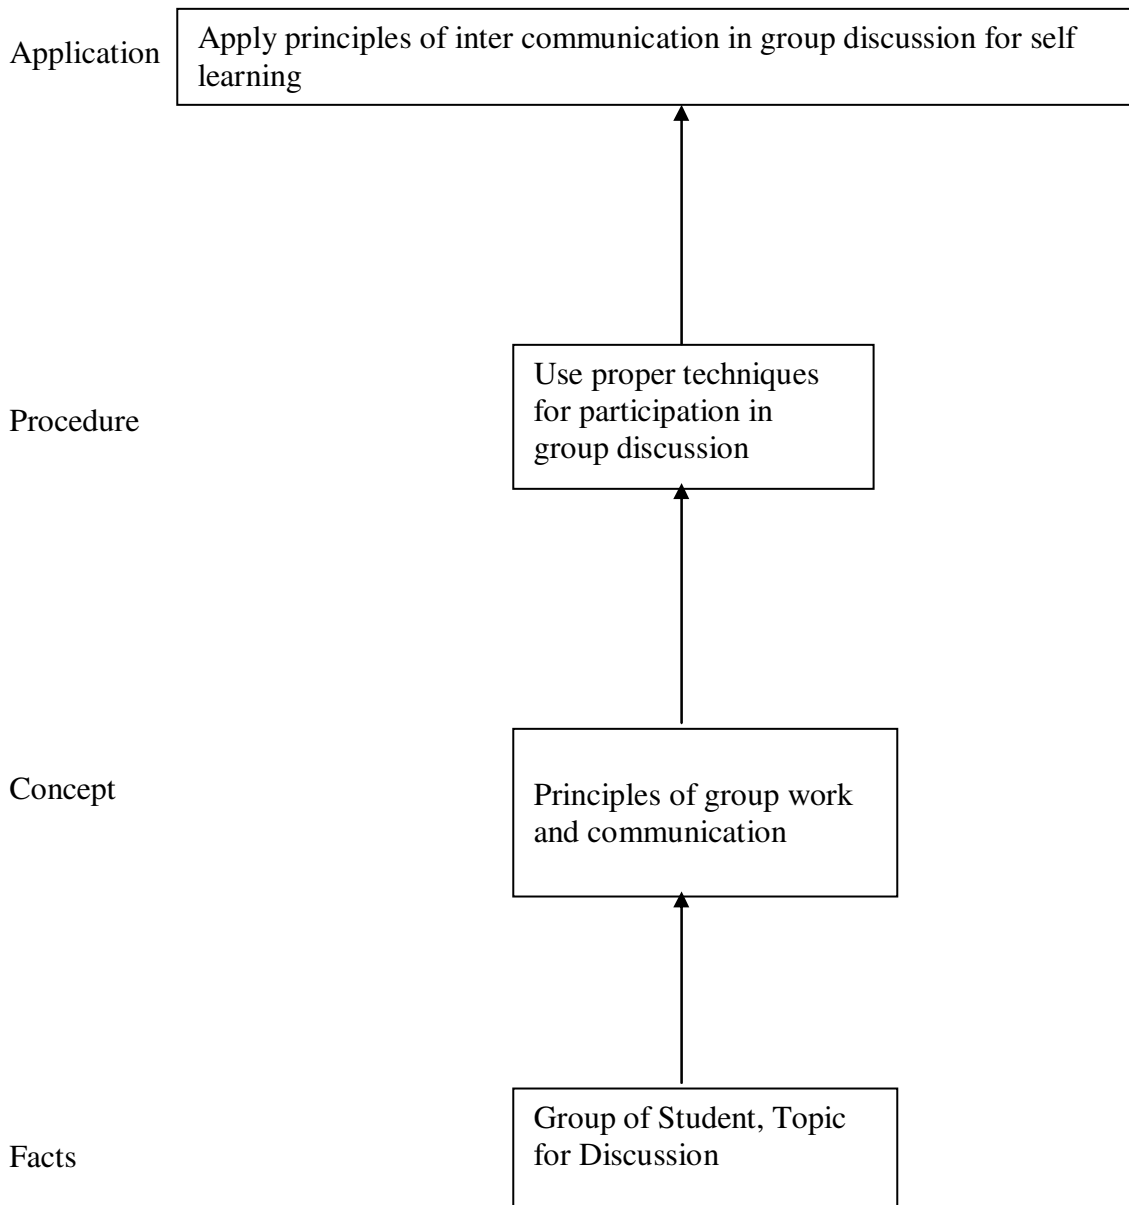 Application
Apply principles of inter communication in group discussion for self
learning
Use proper techniques
for participation in
group discussion
Procedure
Concept
Principles of group work
and communication
Group of Student, Topic
for Discussion
Facts